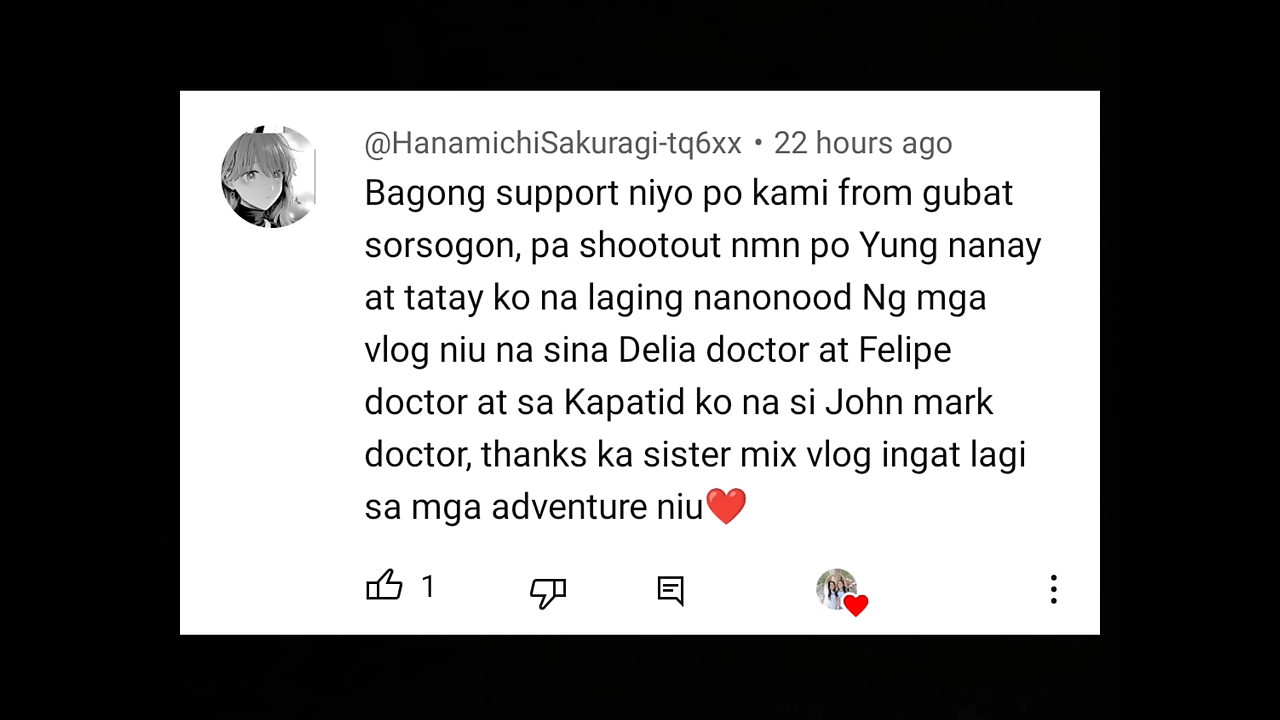 @HanamichiSakuragi-tq6xx • 22 hours ago
Bagong support niyo po kami from gubat
sorsogon, pa shootout nmn po Yung nanay
at tatay ko na laging nanonood Ng mga
vlog niu na sina Delia doctor at Felipe
doctor at sa Kapatid ko na si John mark
doctor, thanks ka sister mix vlog ingat lagi
sa mga adventure niu❤️
1